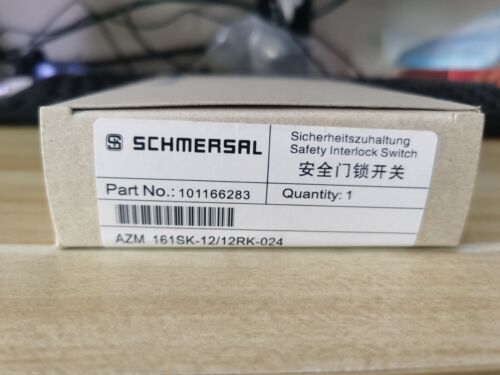 SCHMERSAL
Sicherheitszuhaltung
Safety Interlock Switch
安全门锁开关
Part No.: 101166283
Quantity: 1
AZM 161SK-12/12RK-024